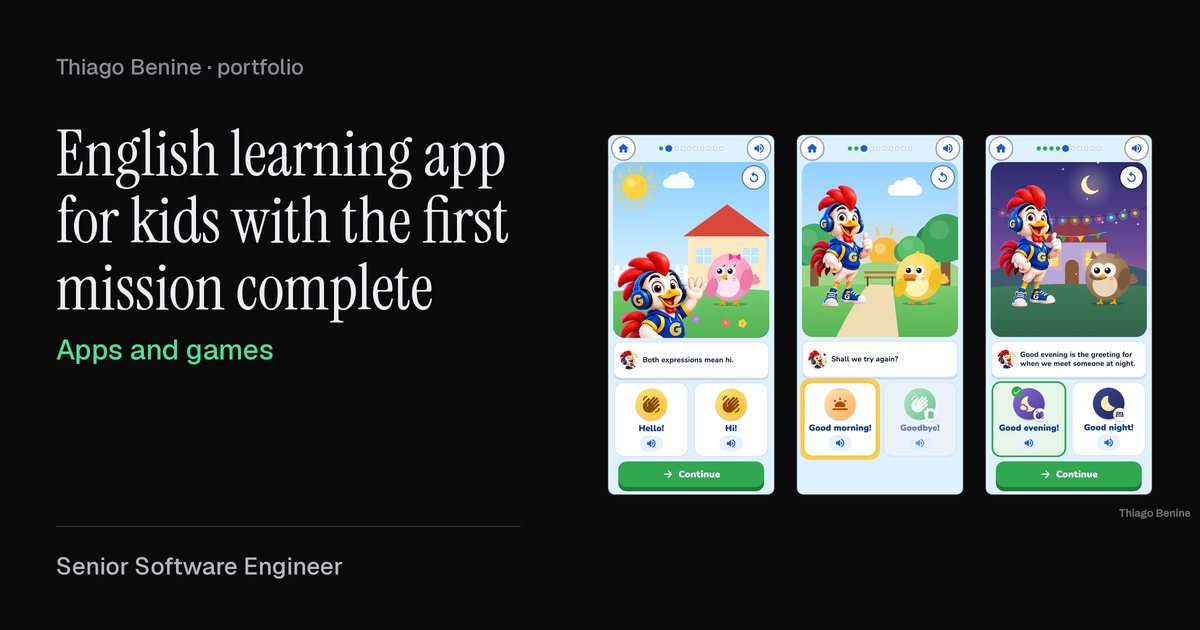 Thiago Benine · portfolio
English learning app
for kids with the first
mission complete
Apps and games
Senior Software Engineer
G
G
Both expressions mean hi.
Hello!
Hi!
Continue
G
Shall we try again?
Good morning!
Goodbye!
G
Good evening is the greeting for
when we meet someone at night.
Good evening!
Good night!
Continue
Thiago Benine